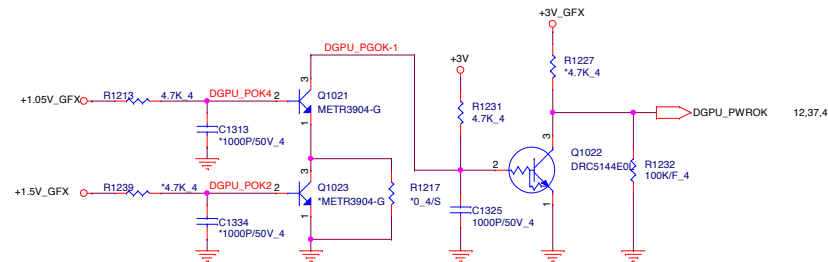 +3V_GFX
DGPU_PGOK-1
+3V
R1227
*4.7K_4
+1.05V_GFX
R1213
4.7K_4
DGPU_POK4
2
3
1
Q1021
METR3904-G
R1231
4.7K_4
DGPU_PWROK
12,37,4
C1313
*1000P/50V_4
2
3
1
Q1022
DRC5144E0L
R1232
100K/F_4
+1.5V_GFX
R1239
*4.7K_4
DGPU_POK2
2
3
1
Q1023
*METR3904-G
R1217
*0_4/S
C1325
1000P/50V_4
C1334
*1000P/50V_4